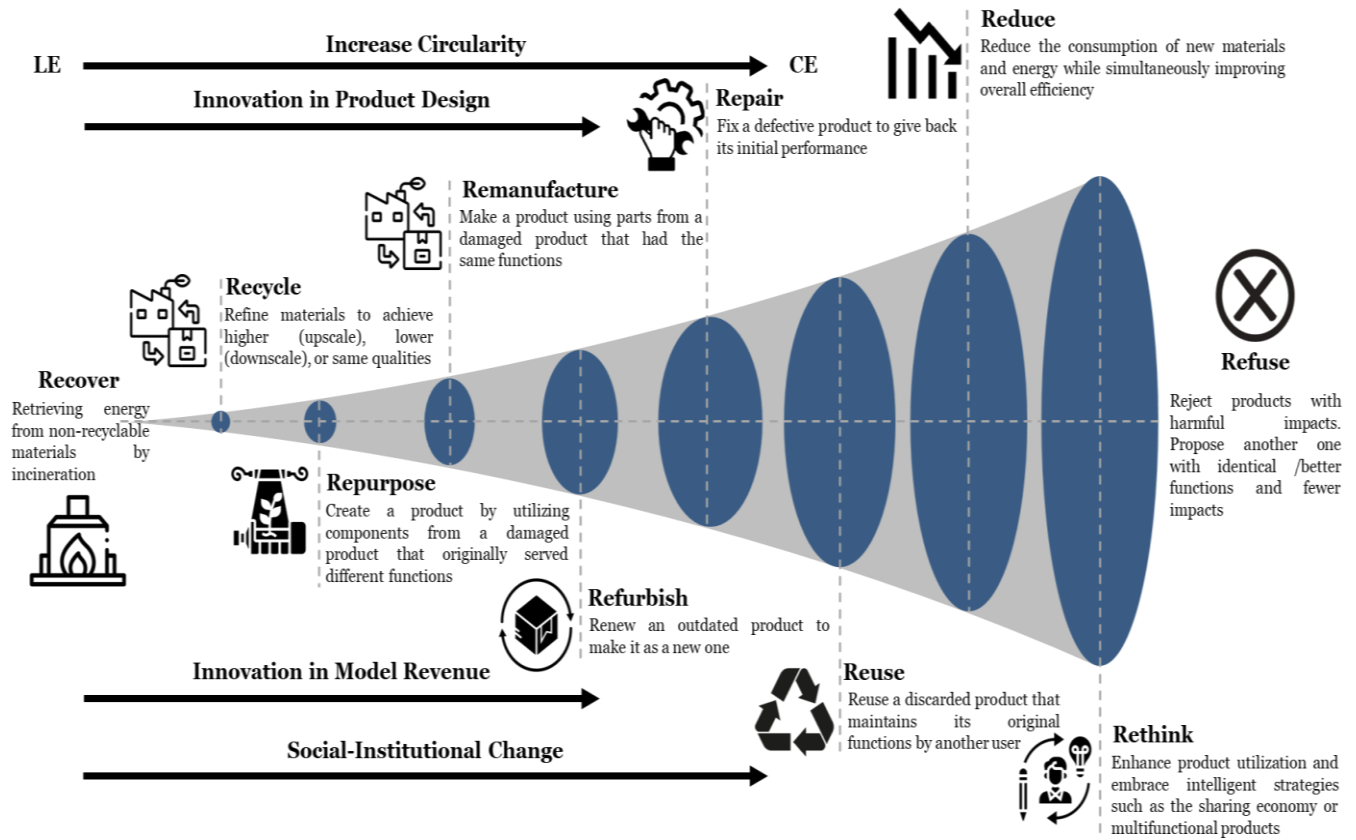 Increase Circularity
LE
CE
Innovation in Product Design
Reduce
Reduce the consumption of new materials
and energy while simultaneously improving
overall efficiency
Repair
Fix a defective product to give back
its initial performance
Remanufacture
Make a product using parts from a
damaged product that had the
same functions
Recycle
Refine materials to achieve
higher (upscale), lower
(downscale), or same qualities
Recover
Retrieving energy
from non-recyclable
materials by
incineration
Refuse
Reject products with
harmful impacts.
Propose another one
with identical /better
functions and fewer
impacts
Repurpose
Create a product by utilizing
components from a damaged
product that originally served
different functions
Refurbish
Renew an outdated product to
make it as a new one
Innovation in Model Revenue
Reuse
Reuse a discarded product that
maintains its original
functions by another user
Social-Institutional Change
Rethink
Enhance product utilization and
embrace intelligent strategies
such as the sharing economy or
multifunctional products